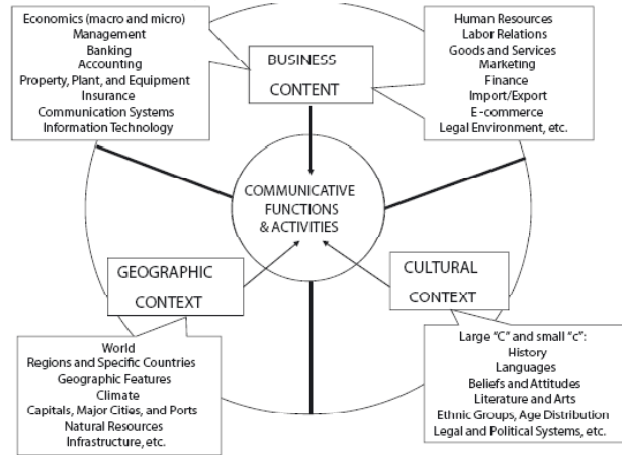 Economics (macro and micro)
Management
Banking
Accounting
Property, Plant, and Equipment
Insurance
Communication Systems
Information Technology
BUSINESS
CONTENT
Human Resources
Labor Relations
Goods and Services
Marketing
Finance
Import/Export
E-commerce
Legal Environment, etc.
COMMUNICATIVE
FUNCTIONS
& ACTIVITIES
GEOGRAPHIC
CONTEXT
CULTURAL
CONTEXT
World
Regions and Specific Countries
Geographic Features
Climate
Capitals, Major Cities, and Ports
Natural Resources
Infrastructure, etc.
Large “C” and small “c”:
History
Languages
Beliefs and Attitudes
Literature and Arts
Ethnic Groups, Age Distribution
Legal and Political Systems, etc.